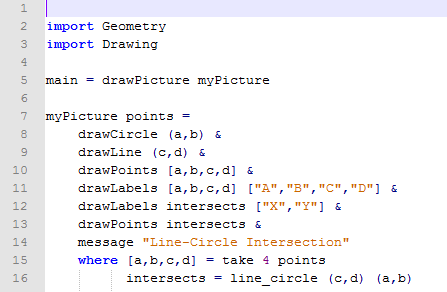 1
2 import Geometry
3 import Drawing
4
5 main = drawPicture myPicture
6
7 myPicture points =
8     drawCircle (a,b) &
9     drawLine (c,d) &
10     drawPoints [a,b,c,d] &
11     drawLabels [a,b,c,d] ["A","B","C","D"] &
12     drawLabels intersects ["X","Y"] &
13     drawPoints intersects &
14     message "Line-Circle Intersection"
15     where [a,b,c,d] = take 4 points
16           intersects = line_circle (c,d) (a,b)